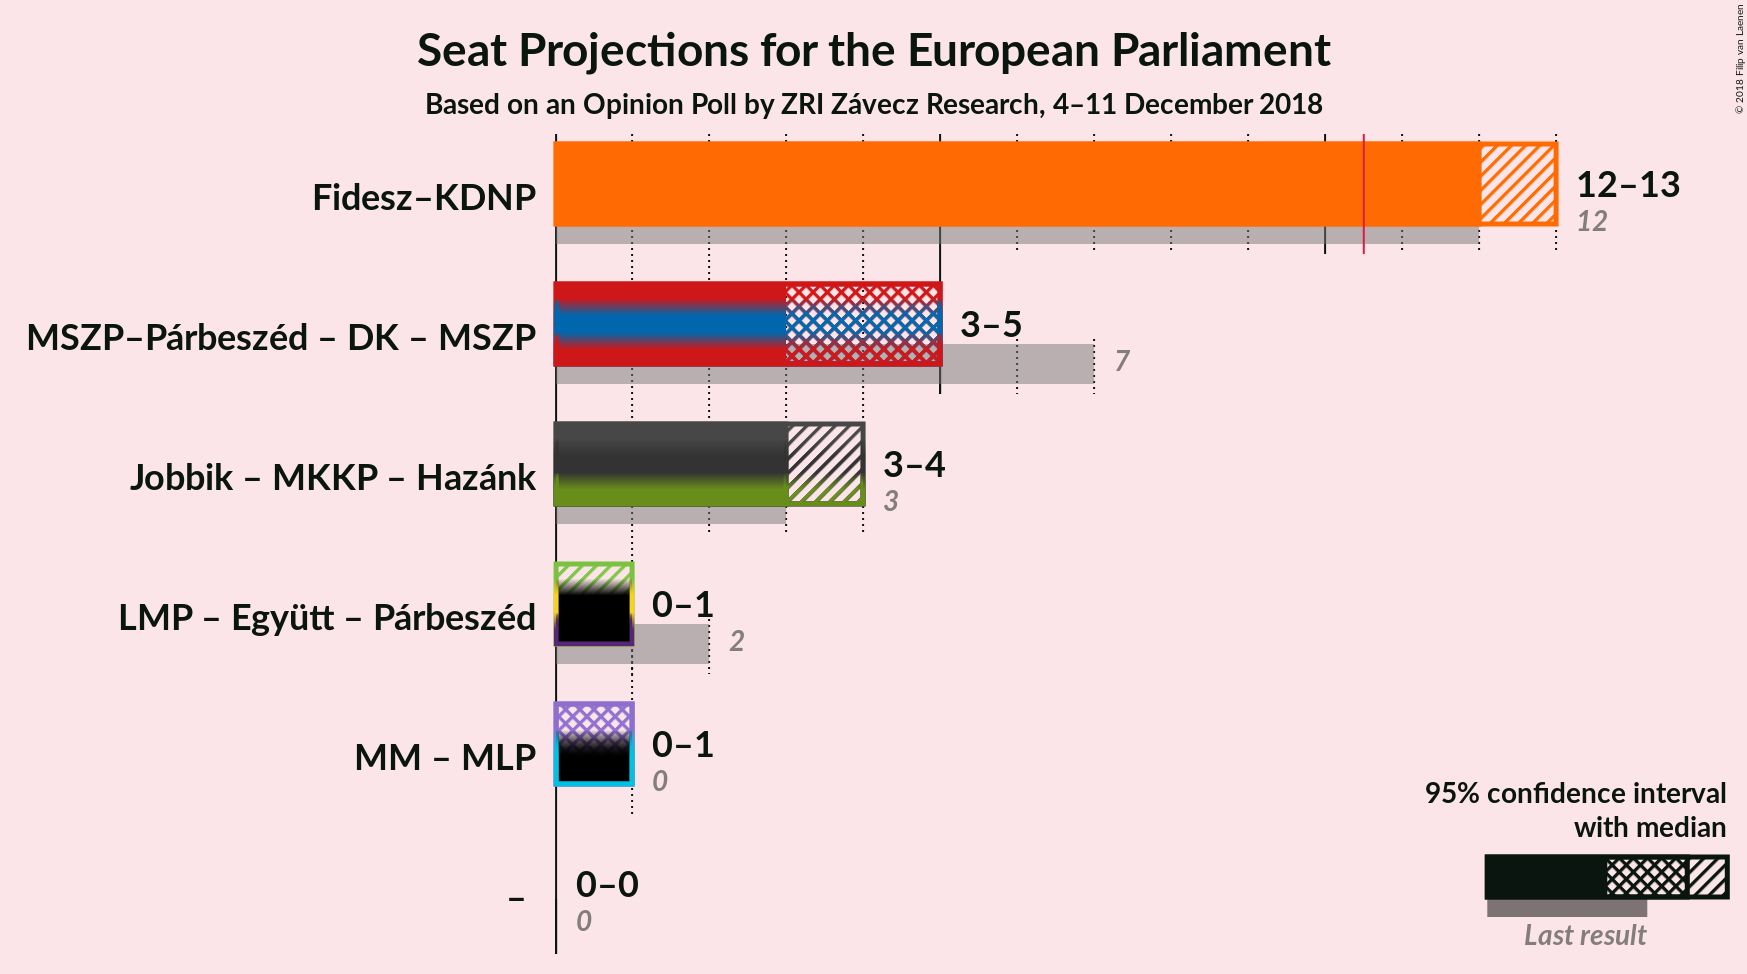 Seat Projections for the European Parliament
Based on an Opinion Poll by ZRI Závecz Research, 4–11 December 2018
© 2018 Filip van Laenen
Fidesz–KDNP
12–13
12
MSZP–Párbeszéd – DK – MSZP
3–5
7
Jobbik – MKKP – Hazánk
3–4
3
LMP – Együtt – Párbeszéd
0–1
2
MM – MLP
0–1
0
–
0–0
0
95% confidence interval
with median
Last result